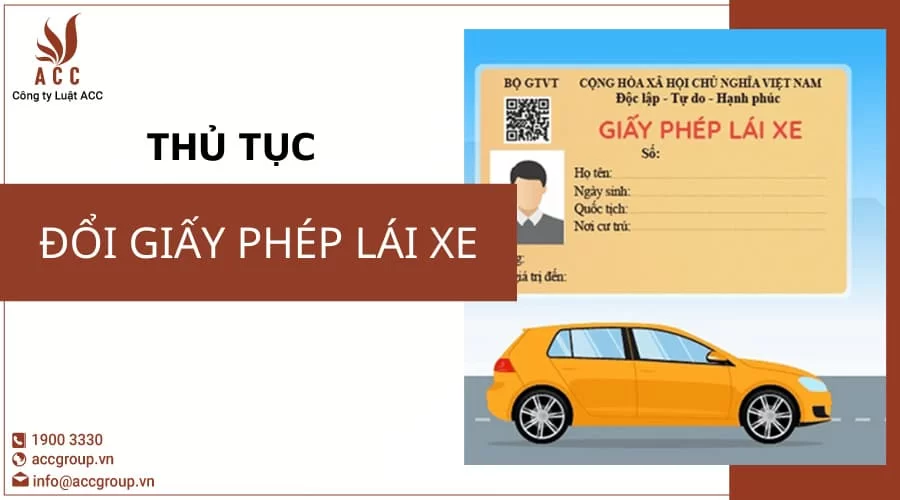 ACC
Công ty Luật ACC
THỦ TỤC
ĐỔI GIẤY PHÉP LÁI XE
BỘ GTVT
CỘNG HÒA XÃ HỘI CHỦ NGHĨA VIỆT NAM
Độc lập - Tự do - Hạnh phúc
GIẤY PHÉP LÁI XE
Số:
Họ tên:
Ngày sinh:
Quốc tịch:
Nơi cư trú:
giá trị đến:
1900 3330
accgroup.vn
info@accgroup.vn